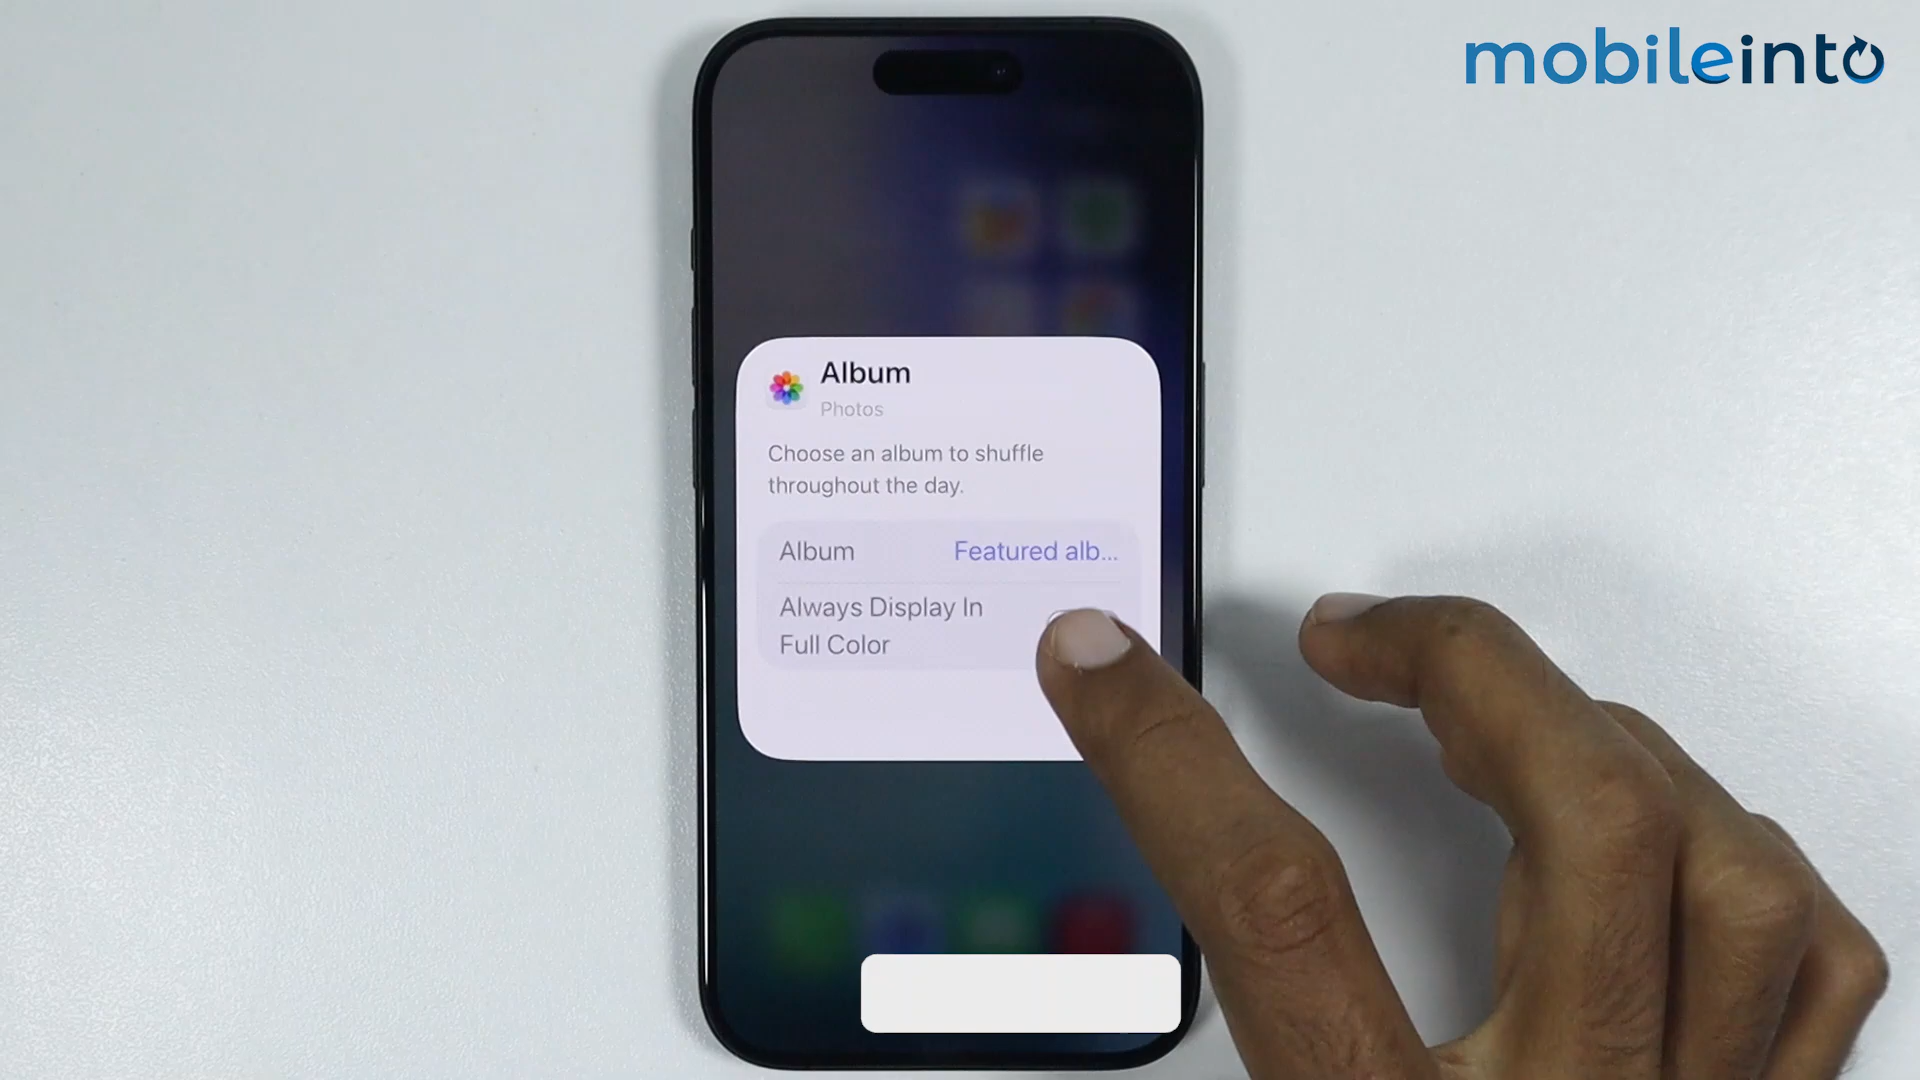 mobileinto
Album
Photos
Choose an album to shuffle
throughout the day.
Album
Featured alb...
Always Display In
Full Color